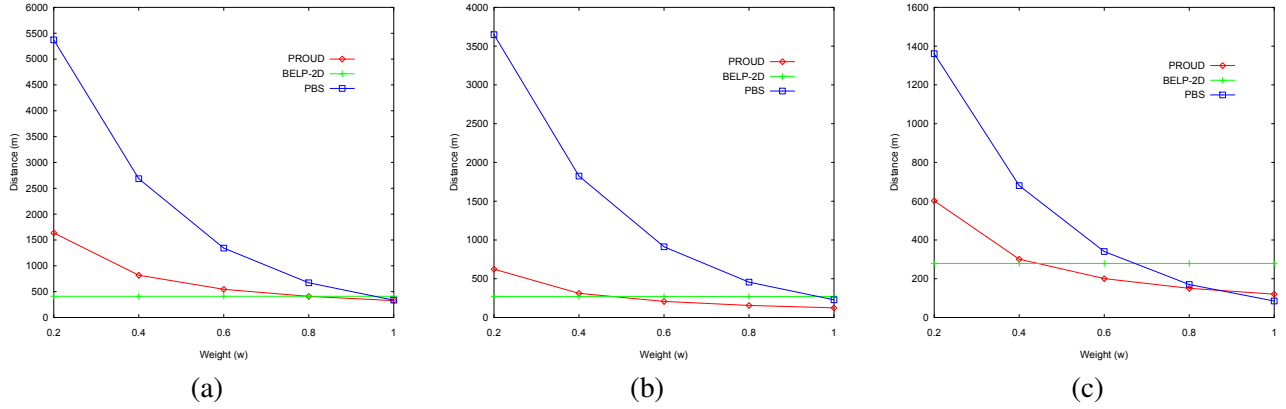 6000
5500
5000
4500
4000
3500
3000
2500
2000
1500
1000
500
0
Distance (m)
PROUD
BELP-2D
PBS
0.2 0.4 0.6 0.8 1
Weight (w)
(a)
4000
3500
3000
2500
2000
1500
1000
500
0
Distance (m)
PROUD
BELP-2D
PBS
0.2 0.4 0.6 0.8 1
Weight (w)
(b)
1600
1400
1200
1000
800
600
400
200
0
Distance (m)
PROUD
BELP-2D
PBS
0.2 0.4 0.6 0.8 1
Weight (w)
(c)